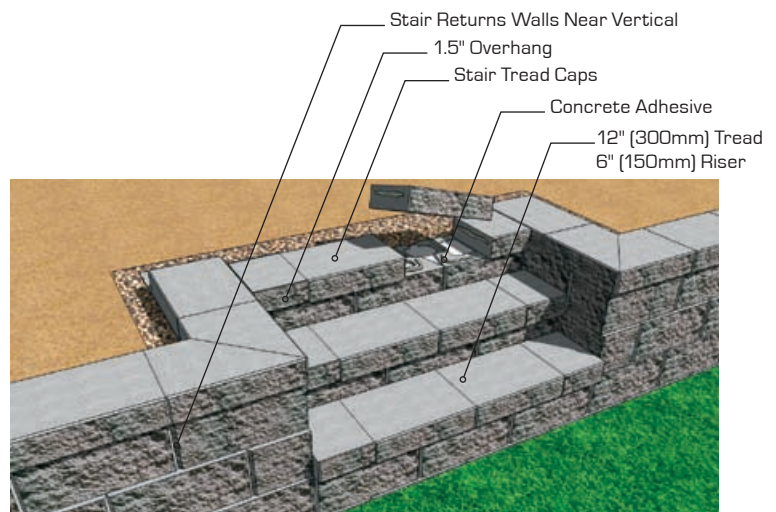 Stair Returns Walls Near Vertical
1.5" Overhang
Stair Tread Caps
Concrete Adhesive
12" (300mm) Tread
6" (150mm) Riser